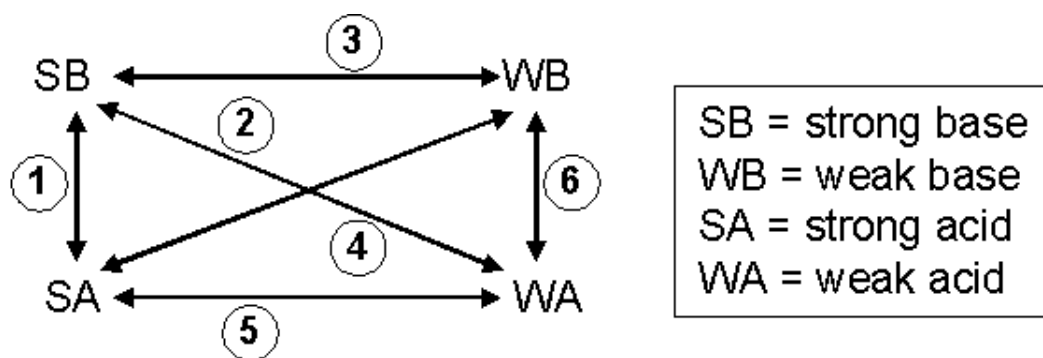 3
SB WB
2
1 6
4
SA WA
5
SB = strong base
WB = weak base
SA = strong acid
WA = weak acid